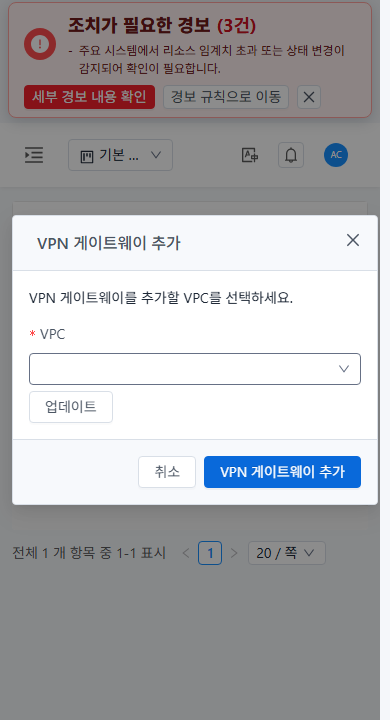 조치가 필요한 경보 (3건)
- 주요 시스템에서 리소스 임계치 초과 또는 상태 변경이
감지되어 확인이 필요합니다.
세부 경보 내용 확인
경보 규칙으로 이동
기본 ...
AC
VPN 게이트웨이 추가
VPN 게이트웨이를 추가할 VPC를 선택하세요.
* VPC
업데이트
취소
VPN 게이트웨이 추가
전체 1 개 항목 중 1-1 표시
1
20 / 쪽